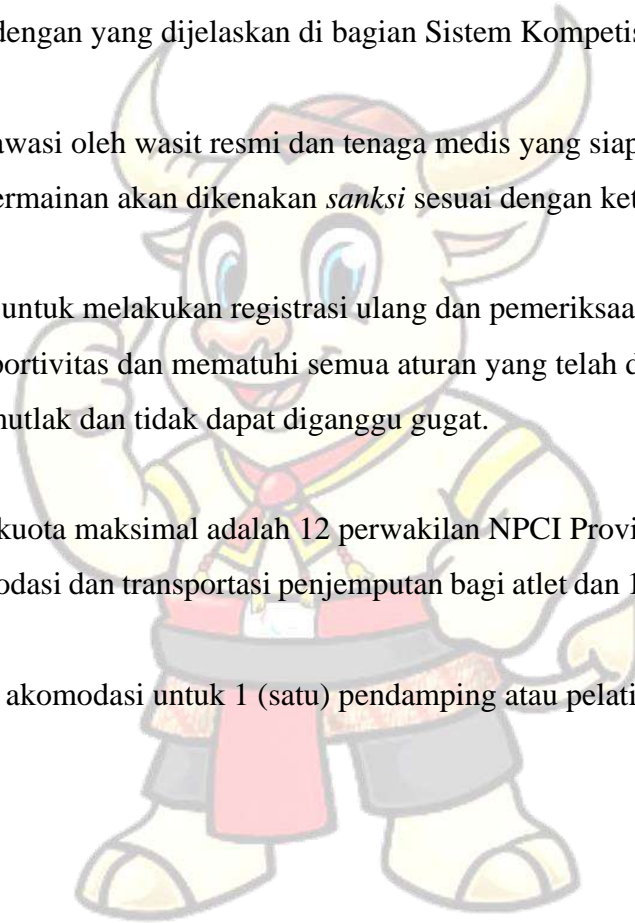 dengan yang dijelaskan di bagian Sistem Kompetis
awasi oleh wasit resmi dan tenaga medis yang siap
ermainan akan dikenakan sanksi sesuai dengan ket
untuk melakukan registrasi ulang dan pemeriksaa
portivitas dan mematuhi semua aturan yang telah d
mutlak dan tidak dapat diganggu gugat.
kuota maksimal adalah 12 perwakilan NPCI Provi
odasi dan transportasi penjemputan bagi atlet dan 1
akomodasi untuk 1 (satu) pendamping atau pelati